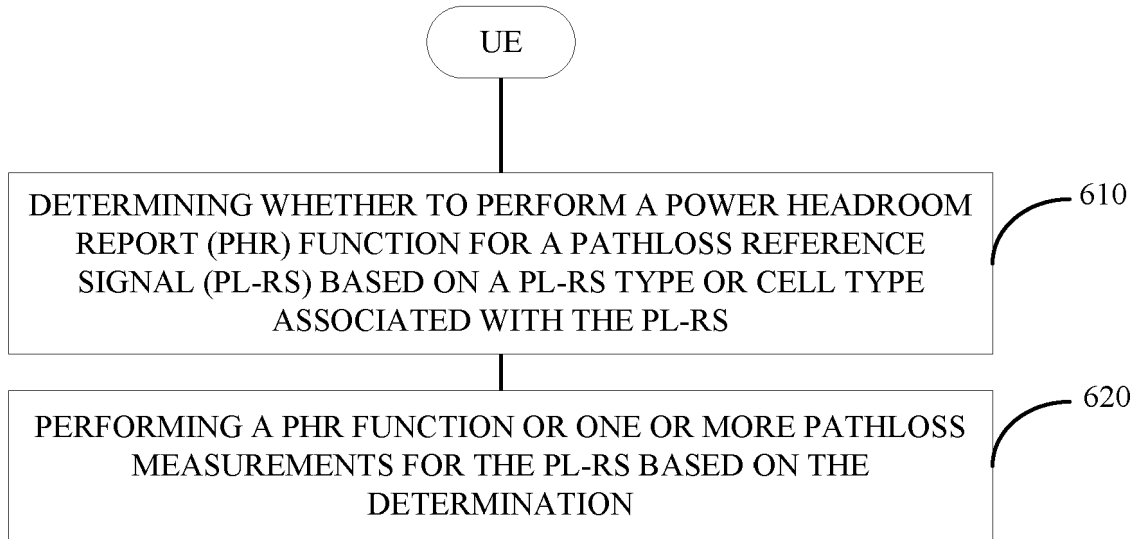 UE
DETERMINING WHETHER TO PERFORM A POWER HEADROOM
REPORT (PHR) FUNCTION FOR A PATHLOSS REFERENCE
SIGNAL (PL-RS) BASED ON A PL-RS TYPE OR CELL TYPE
ASSOCIATED WITH THE PL-RS
610
PERFORMING A PHR FUNCTION OR ONE OR MORE PATHLOSS
MEASUREMENTS FOR THE PL-RS BASED ON THE
DETERMINATION
620